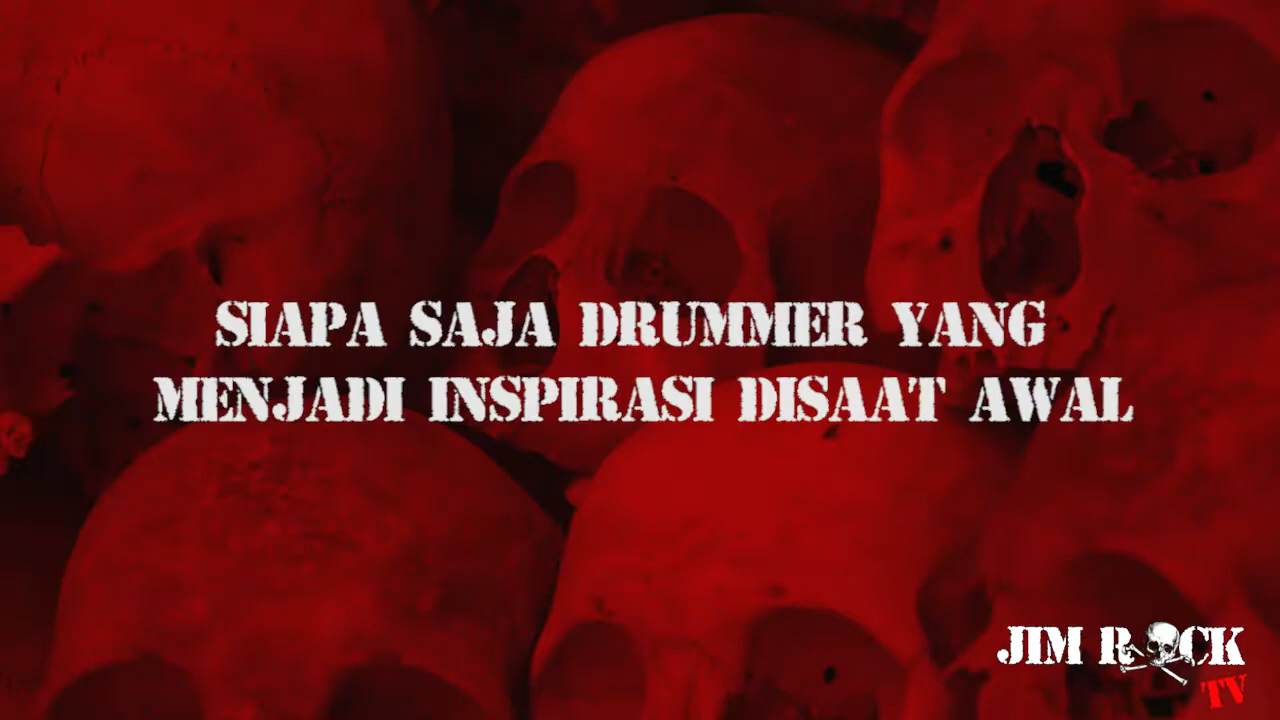 SIAPA SAJA DRUMMER YANG
MENJADI INSPIRASI DISAAT AWAL
JIM ROCK
TV